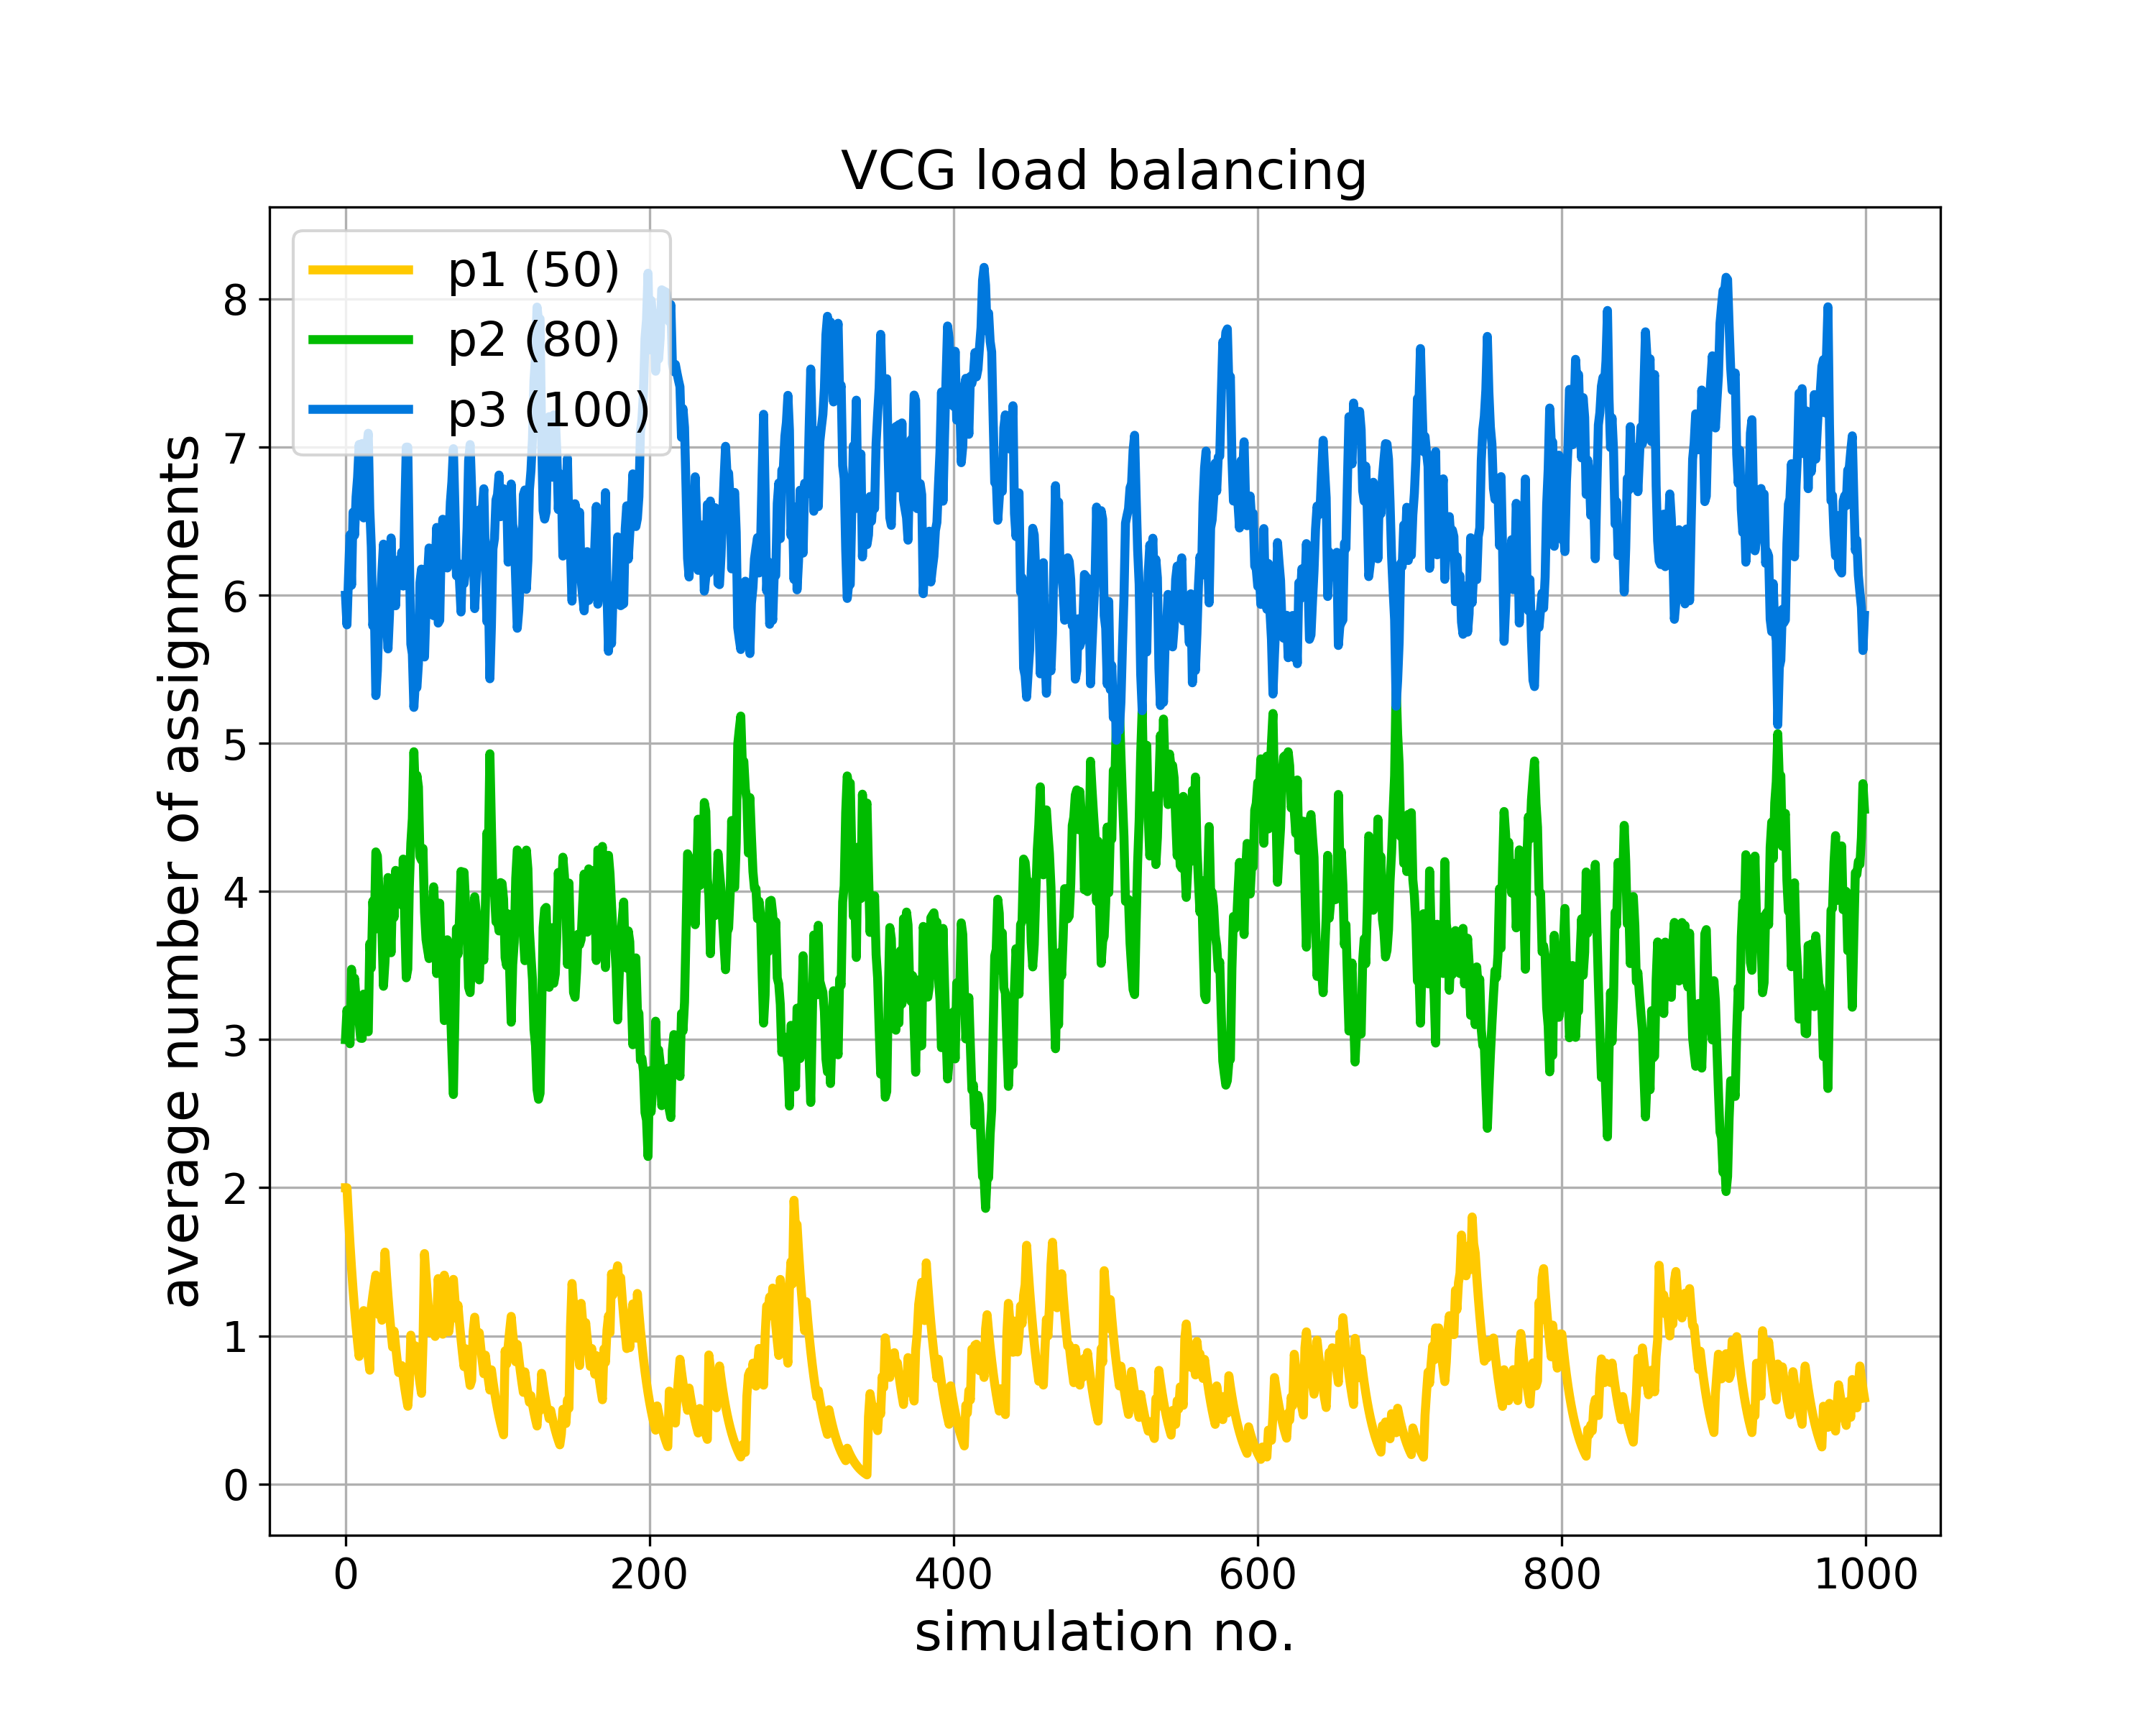 VCG load balancing
p1 (50)
p2 (80)
p3 (100)
average number of assignments
8
7
6
5
4
3
2
1
0
0 200 400 600 800 1000
simulation no.